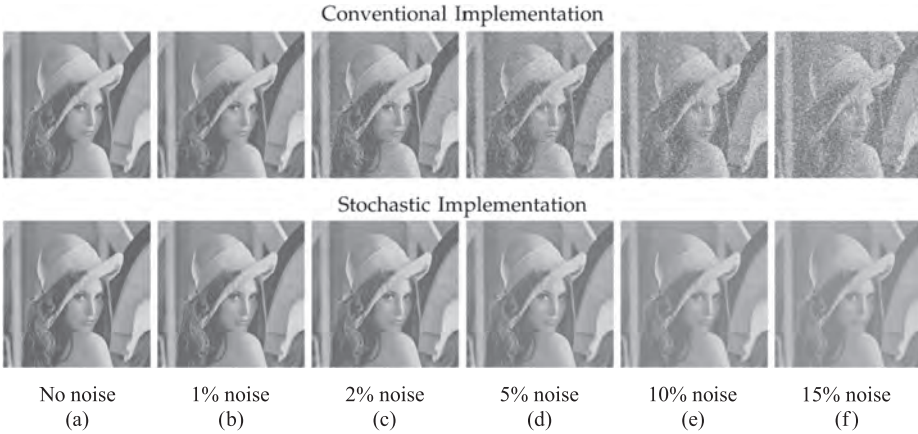 Conventional Implementation
Stochastic Implementation
No noise 1% noise 2% noise 5% noise 10% noise 15% noise
(a) (b) (c) (d) (e) (f)